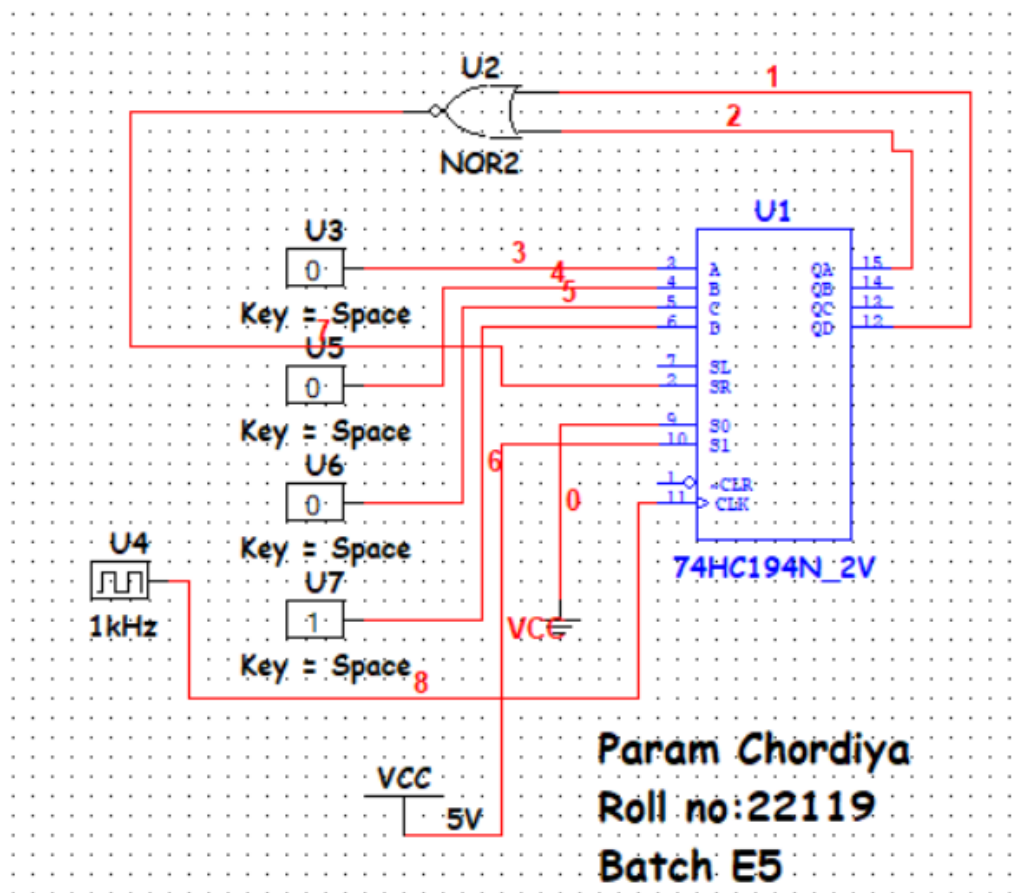 U2
1
2
NOR2
U1
U3
0
Key = Space
3
4
5
7
U5
0
Key = Space
U6
0
Key = Space
6
0
U4
1kHz
U7
1
Key = Space
8
VCC
3 A QA 15
4 B QB 14
5 C QC 13
6 D QD 12
7 SL
2 SR
9 S0
10 S1
1 ~CLR
11 CLK
74HC194N_2V
VCC
5V
Param Chordiya
Roll no:22119
Batch E5